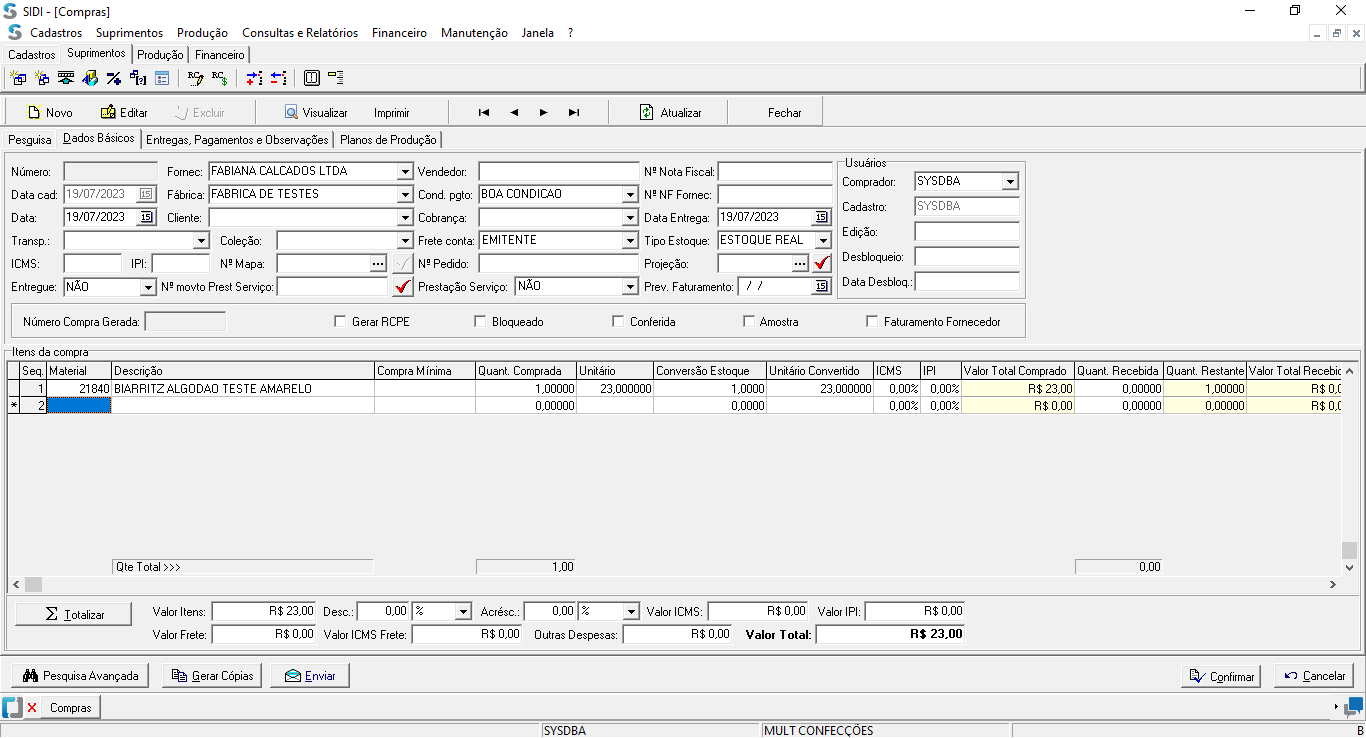 SIDI - [Compras]
Cadastros Suprimentos Produção Consultas e Relatórios Financeiro Manutenção Janela ?
Cadastros Suprimentos Produção Financeiro
Novo Editar Excluir Visualizar Imprimir Atualizar Fechar
Pesquisa Dados Básicos Entregas, Pagamentos e Observações Planos de Produção
Número: Fornec: FABIANA CALCADOS LTDA Vendedor: Nº Nota Fiscal: Usuários
Comprador: SYSDBA
Data cad: 19/07/2023 15 Fábrica: FABRICA DE TESTES Cond. pgto: BOA CONDICAO Nº NF Fornec:
Cadastro: SYSDBA
Data: 19/07/2023 15 Cliente: Cobrança: Data Entrega: 19/07/2023 15
Edição:
Transp.: Coleção: Frete conta: EMITENTE Tipo Estoque: ESTOQUE REAL
Desbloqueio:
ICMS: IPI: Nº Mapa: ... Nº Pedido: Projeção: ...
Data Desbloq.:
Entregue: NÃO Nº movto Prest Serviço: Prestação Serviço: NÃO Prev. Faturamento: / / 15
Número Compra Gerada: Gerar RCPE Bloqueado Conferida Amostra Faturamento Fornecedor
Itens da compra
Seq. Material Descrição Compra Mínima Quant. Comprada Unitário Conversão Estoque Unitário Convertido ICMS IPI Valor Total Comprado Quant. Recebida Quant. Restante Valor Total Recebid
1 21840 BIARRITZ ALGODAO TESTE AMARELO 1,00000 23,000000 1,0000 23,000000 0,00% 0,00% R$ 23,00 0,00000 1,00000 R$ 0,0
* 2 0,00000 0,0000 0,00% 0,00% R$ 0,00 0,00000 0,00000 R$ 0,0
Qte Total >>> 1,00 0,00
Σ Totalizar Valor Itens: R$ 23,00 Desc.: 0,00 % Acrésc.: 0,00 % Valor ICMS: R$ 0,00 Valor IPI: R$ 0,00
Valor Frete: R$ 0,00 Valor ICMS Frete: R$ 0,00 Outras Despesas: R$ 0,00 Valor Total: R$ 23,00
Pesquisa Avançada Gerar Cópias Enviar Confirmar Cancelar
Compras
SYSDBA MULT CONFECÇÕES B